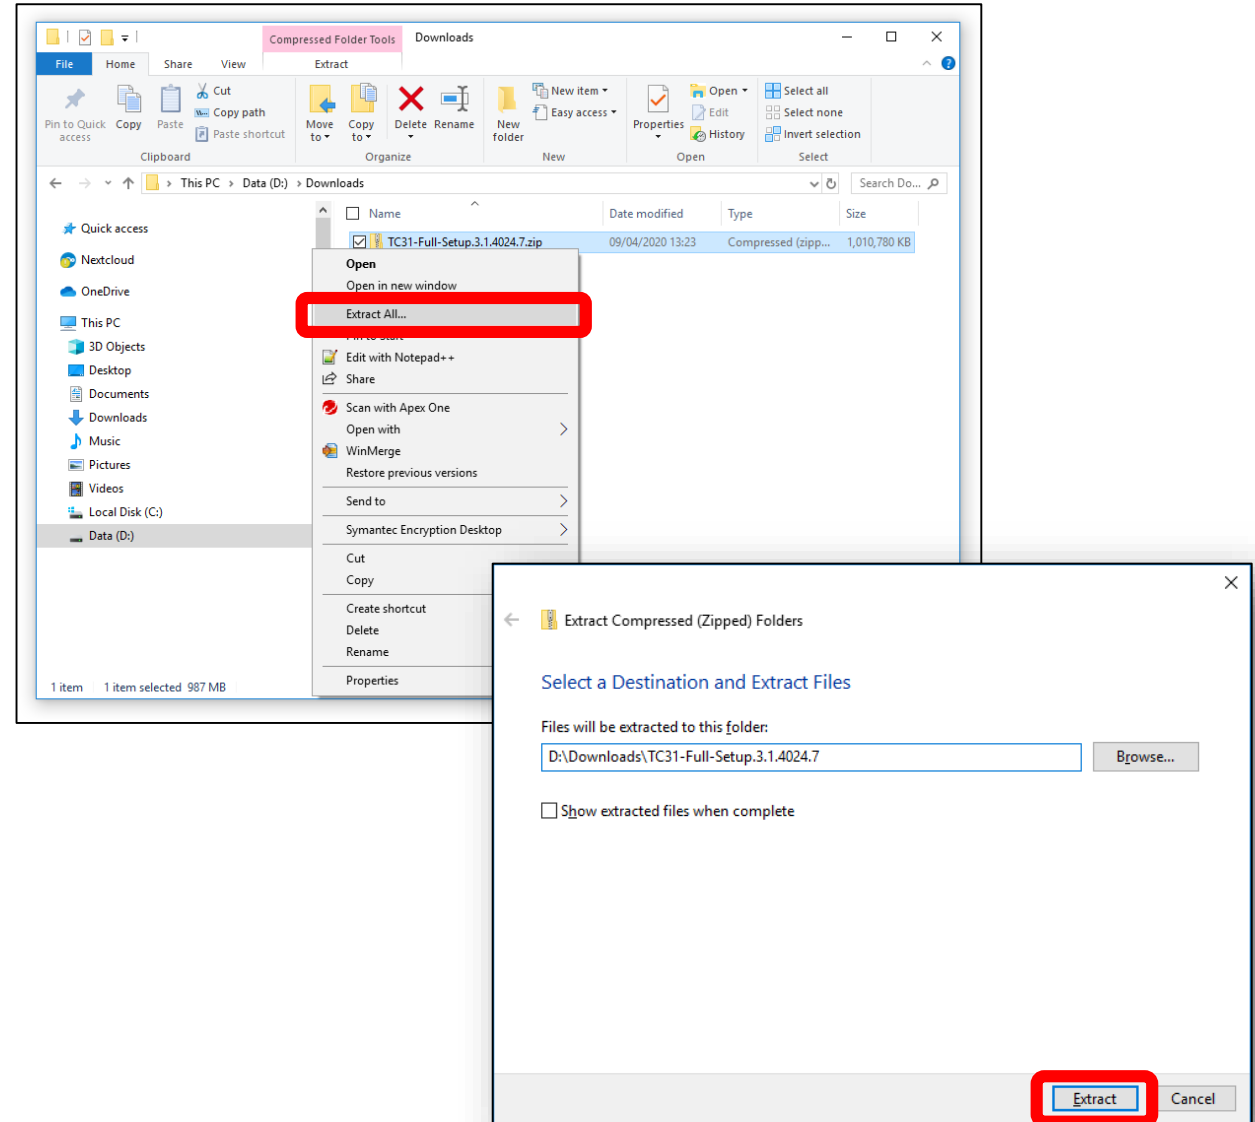 Compressed Folder Tools Downloads
File Home Share View Extract
Pin to Quick access
Copy
Paste
Cut
Copy path
Paste shortcut
Move to
Copy to
Delete
Rename
New folder
New item
Easy access
Properties
Open
Edit
History
Select all
Select none
Invert selection
Clipboard Organize New Open Select
This PC > Data (D:) > Downloads
Search Do...
Quick access
Nextcloud
OneDrive
This PC
3D Objects
Desktop
Documents
Downloads
Music
Pictures
Videos
Local Disk (C:)
Data (D:)
Name Date modified Type Size
TC31-Full-Setup.3.1.4024.7.zip 09/04/2020 13:23 Compressed (zipp... 1,010,780 KB
Open
Open in new window
Extract All...
Pin to Start
Edit with Notepad++
Share
Scan with Apex One
Open with
WinMerge
Restore previous versions
Send to
Symantec Encryption Desktop
Cut
Copy
Create shortcut
Delete
Rename
Properties
1 item 1 item selected 987 MB
Extract Compressed (Zipped) Folders
Select a Destination and Extract Files
Files will be extracted to this folder:
D:\Downloads\TC31-Full-Setup.3.1.4024.7
Browse...
Show extracted files when complete
Extract Cancel